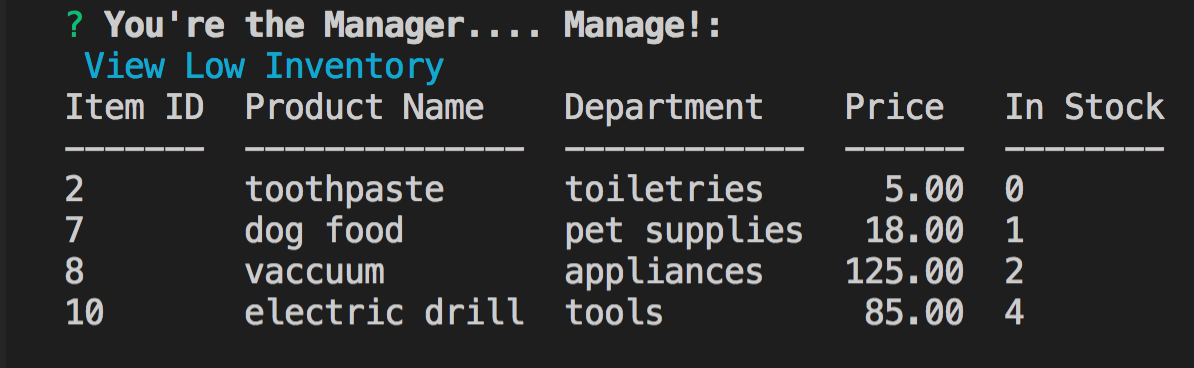 ? You're the Manager.... Manage!:
View Low Inventory
Item ID  Product Name    Department    Price   In Stock
-------  --------------  ------------  ------  --------
2        toothpaste      toiletries      5.00  0
7        dog food        pet supplies   18.00  1
8        vaccuum         appliances    125.00  2
10       electric drill  tools          85.00  4